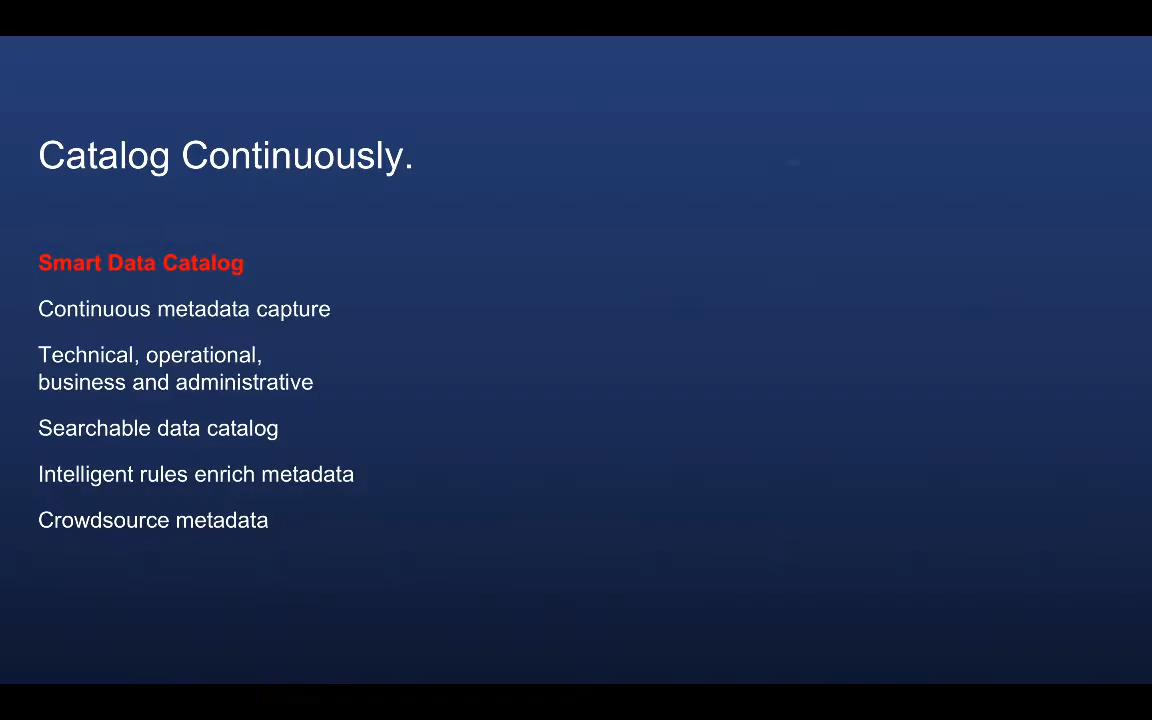 Catalog Continuously.
Smart Data Catalog
Continuous metadata capture
Technical, operational,
business and administrative
Searchable data catalog
Intelligent rules enrich metadata
Crowdsource metadata